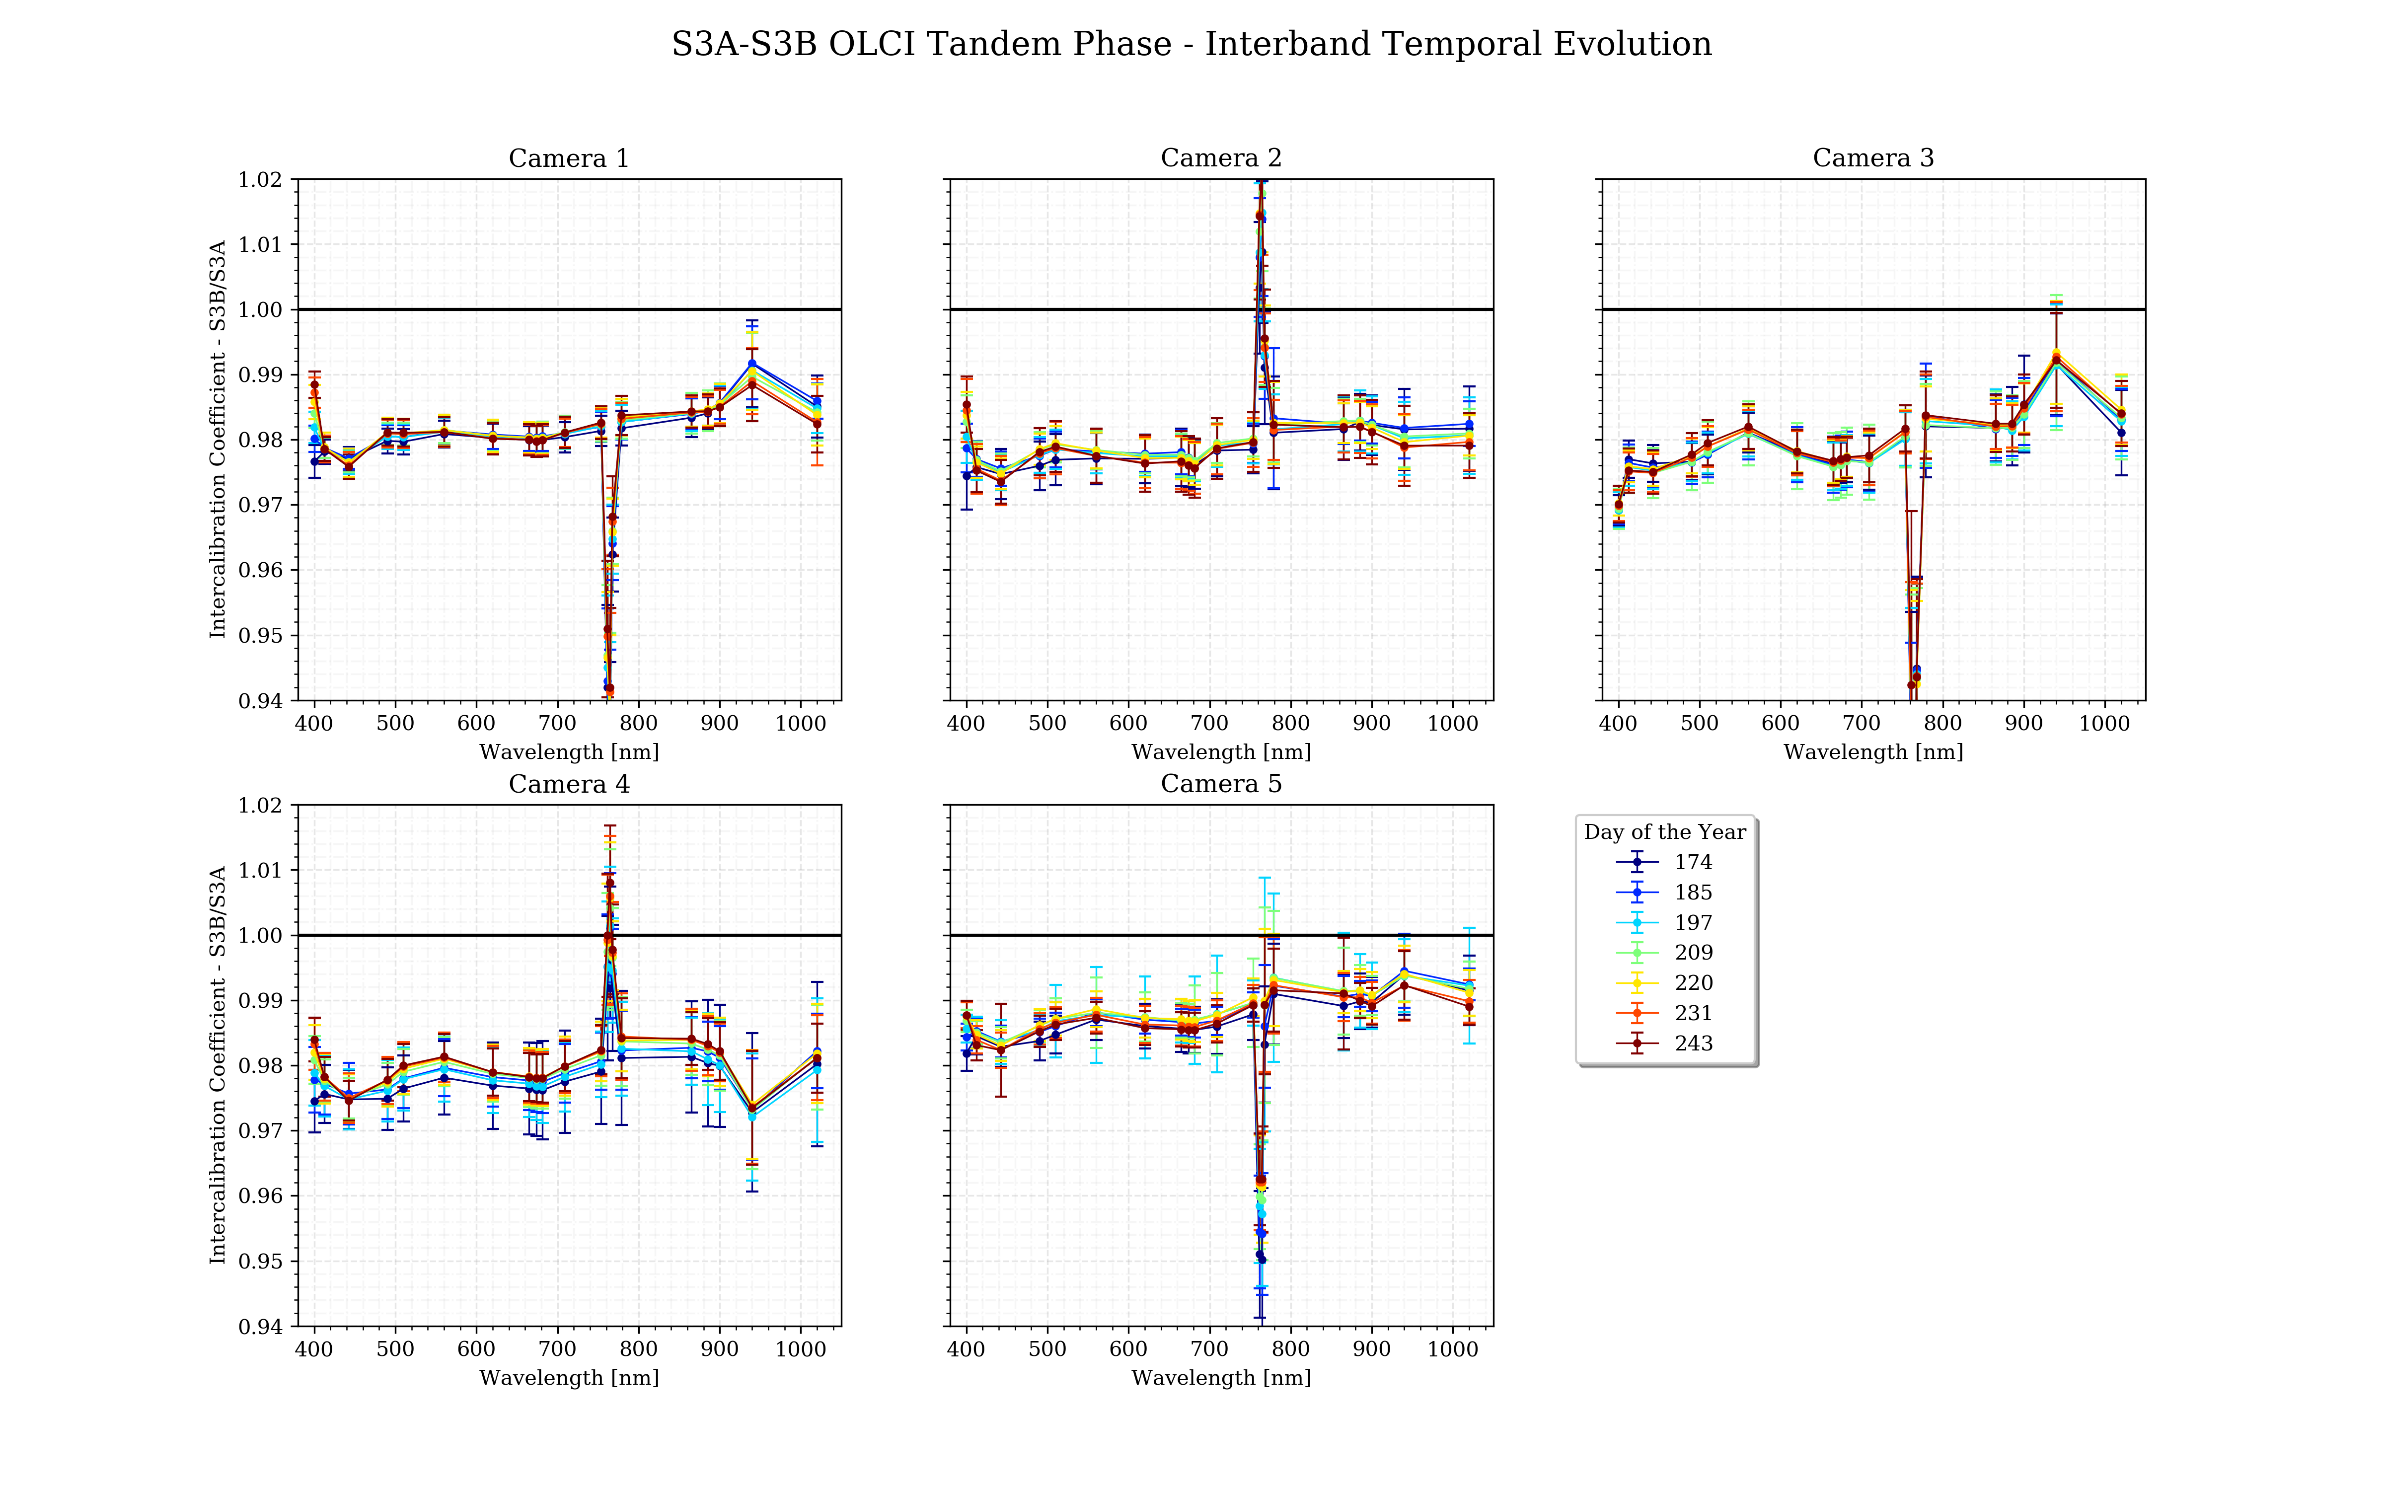 S3A-S3B OLCI Tandem Phase - Interband Temporal Evolution
Camera 1
Camera 2
Camera 3
Intercalibration Coefficient - S3B/S3A
1.02
1.01
1.00
0.99
0.98
0.97
0.96
0.95
0.94
400 500 600 700 800 900 1000
400 500 600 700 800 900 1000
400 500 600 700 800 900 1000
Wavelength [nm]
Wavelength [nm]
Wavelength [nm]
Camera 4
Camera 5
Intercalibration Coefficient - S3B/S3A
1.02
1.01
1.00
0.99
0.98
0.97
0.96
0.95
0.94
400 500 600 700 800 900 1000
400 500 600 700 800 900 1000
Wavelength [nm]
Wavelength [nm]
Day of the Year
174
185
197
209
220
231
243